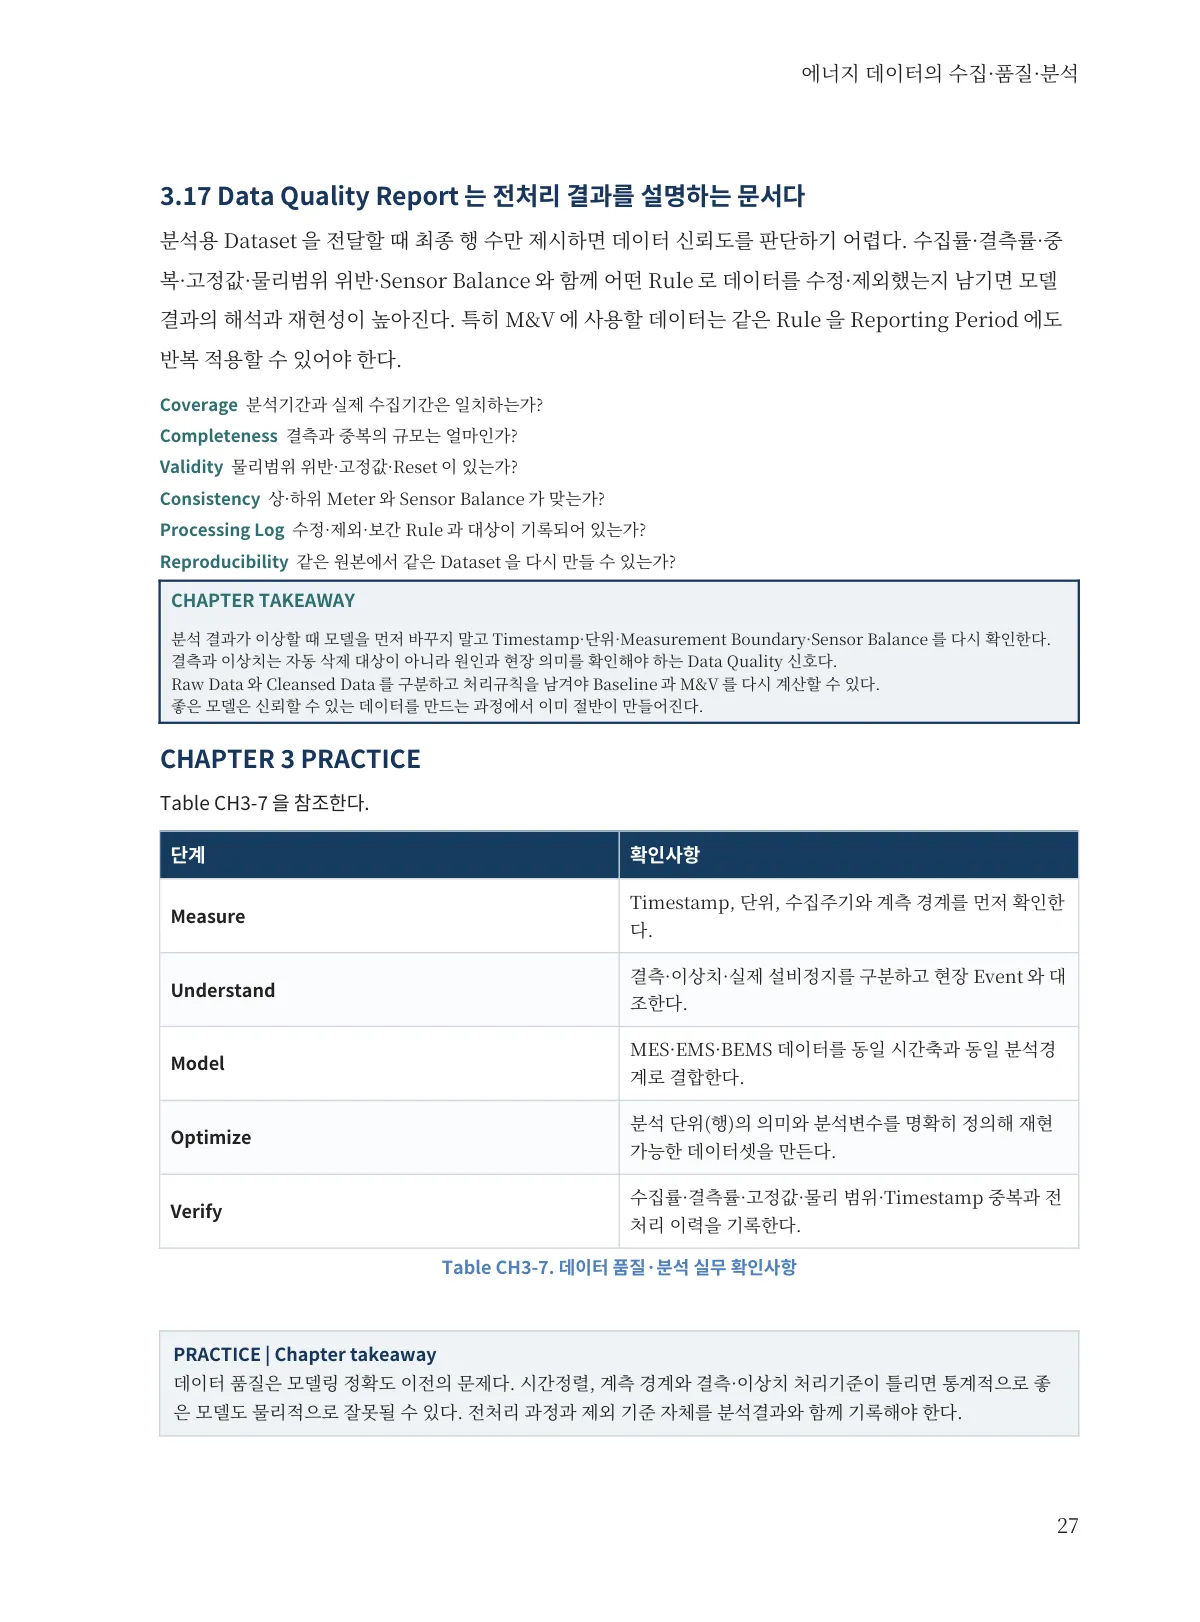 에너지 데이터의 수집·품질·분석
3.17 Data Quality Report 는 전처리 결과를 설명하는 문서다
분석용 Dataset 을 전달할 때 최종 행 수만 제시하면 데이터 신뢰도를 판단하기 어렵다. 수집률·결측률·중
복·고정값·물리범위 위반·Sensor Balance 와 함께 어떤 Rule 로 데이터를 수정·제외했는지 남기면 모델
결과의 해석과 재현성이 높아진다. 특히 M&V 에 사용할 데이터는 같은 Rule 을 Reporting Period 에도
반복 적용할 수 있어야 한다.
Coverage 분석기간과 실제 수집기간은 일치하는가?
Completeness 결측과 중복의 규모는 얼마인가?
Validity 물리범위 위반·고정값·Reset 이 있는가?
Consistency 상·하위 Meter 와 Sensor Balance 가 맞는가?
Processing Log 수정·제외·보간 Rule 과 대상이 기록되어 있는가?
Reproducibility 같은 원본에서 같은 Dataset 을 다시 만들 수 있는가?
CHAPTER TAKEAWAY
분석 결과가 이상할 때 모델을 먼저 바꾸지 말고 Timestamp·단위·Measurement Boundary·Sensor Balance 를 다시 확인한다.
결측과 이상치는 자동 삭제 대상이 아니라 원인과 현장 의미를 확인해야 하는 Data Quality 신호다.
Raw Data 와 Cleansed Data 를 구분하고 처리규칙을 남겨야 Baseline 과 M&V 를 다시 계산할 수 있다.
좋은 모델은 신뢰할 수 있는 데이터를 만드는 과정에서 이미 절반이 만들어진다.
CHAPTER 3 PRACTICE
Table CH3-7 을 참조한다.
단계 확인사항
Measure Timestamp, 단위, 수집주기와 계측 경계를 먼저 확인한
다.
Understand 결측·이상치·실제 설비정지를 구분하고 현장 Event 와 대
조한다.
Model MES·EMS·BEMS 데이터를 동일 시간축과 동일 분석경
계로 결합한다.
Optimize 분석 단위(행)의 의미와 분석변수를 명확히 정의해 재현
가능한 데이터셋을 만든다.
Verify 수집률·결측률·고정값·물리 범위·Timestamp 중복과 전
처리 이력을 기록한다.
Table CH3-7. 데이터 품질·분석 실무 확인사항
PRACTICE | Chapter takeaway
데이터 품질은 모델링 정확도 이전의 문제다. 시간정렬, 계측 경계와 결측·이상치 처리기준이 틀리면 통계적으로 좋
은 모델도 물리적으로 잘못될 수 있다. 전처리 과정과 제외 기준 자체를 분석결과와 함께 기록해야 한다.
27